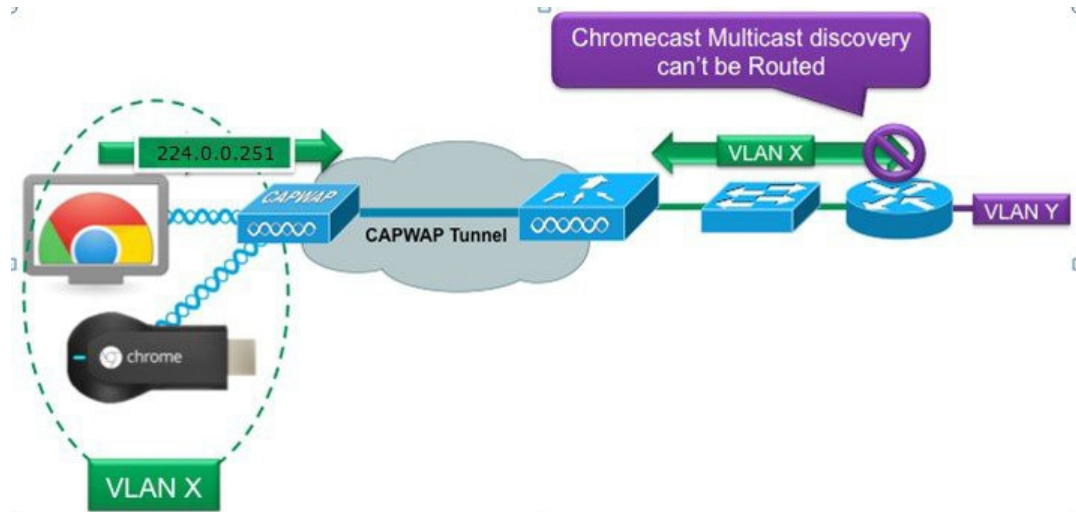 Chromecast Multicast discovery
can't be Routed
224.0.0.251
VLAN X
CAPWAP
CAPWAP Tunnel
VLAN Y
chrome
VLAN X